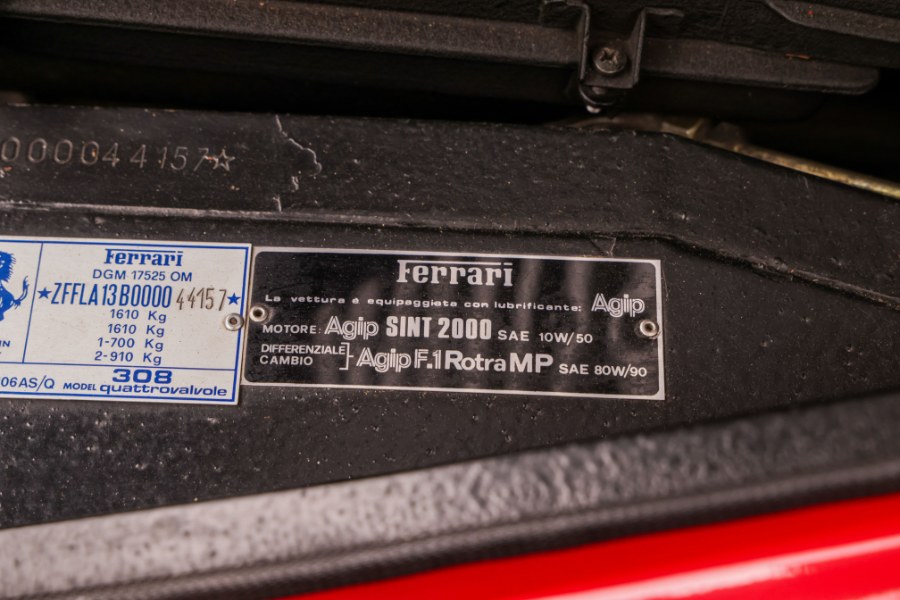 000044157☆
Ferrari
DGM 17525 OM
★ZFFLA13B000044157★
1610 Kg
1610 Kg
1-700 Kg
2-910 Kg
IN
06AS/Q MODEL 308 quattrovalvole
Ferrari
La vettura è equipaggiata con lubrificante: Agip
MOTORE: Agip SINT 2000 SAE 10W/50
DIFFERENZIALE
CAMBIO
Agip F.1 Rotra MP SAE 80W/90